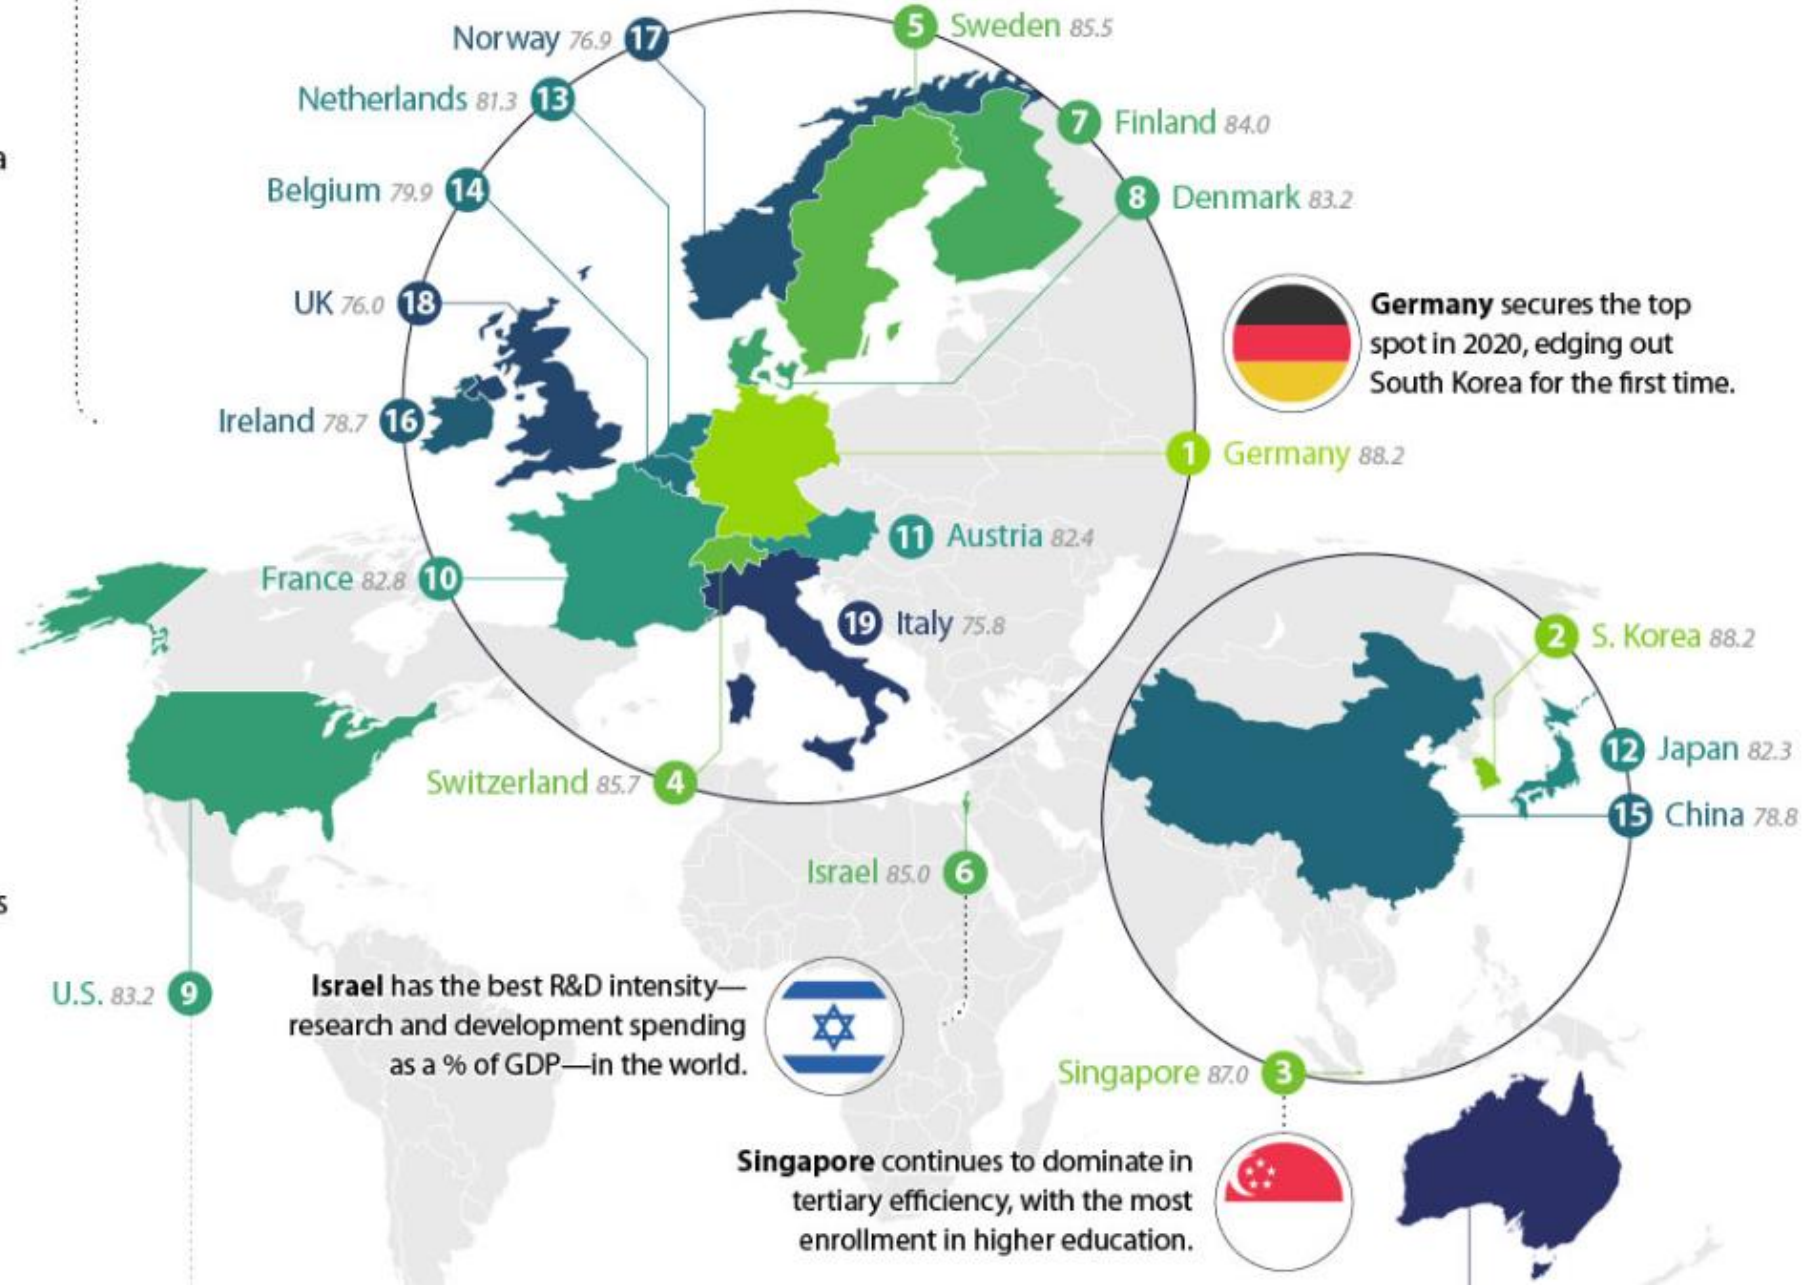 Norway 76.9 17
5 Sweden 85.5
Netherlands 81.3 13
7 Finland 84.0
a
Belgium 79.9 14
8 Denmark 83.2
UK 76.0 18
Germany secures the top
spot in 2020, edging out
South Korea for the first time.
Ireland 78.7 16
1 Germany 88.2
11 Austria 82.4
France 82.8 10
19 Italy 75.8
2 S. Korea 88.2
12 Japan 82.3
Switzerland 85.7 4
15 China 78.8
Israel 85.0 6
s
U.S. 83.2 9
Israel has the best R&D intensity—
research and development spending
as a % of GDP—in the world.
Singapore 87.0 3
Singapore continues to dominate in
tertiary efficiency, with the most
enrollment in higher education.